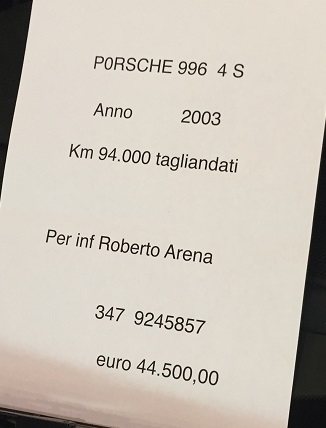 P0RSCHE 996 4 S
Anno 2003
Km 94.000 tagliandati
Per inf Roberto Arena
347 9245857
euro 44.500,00